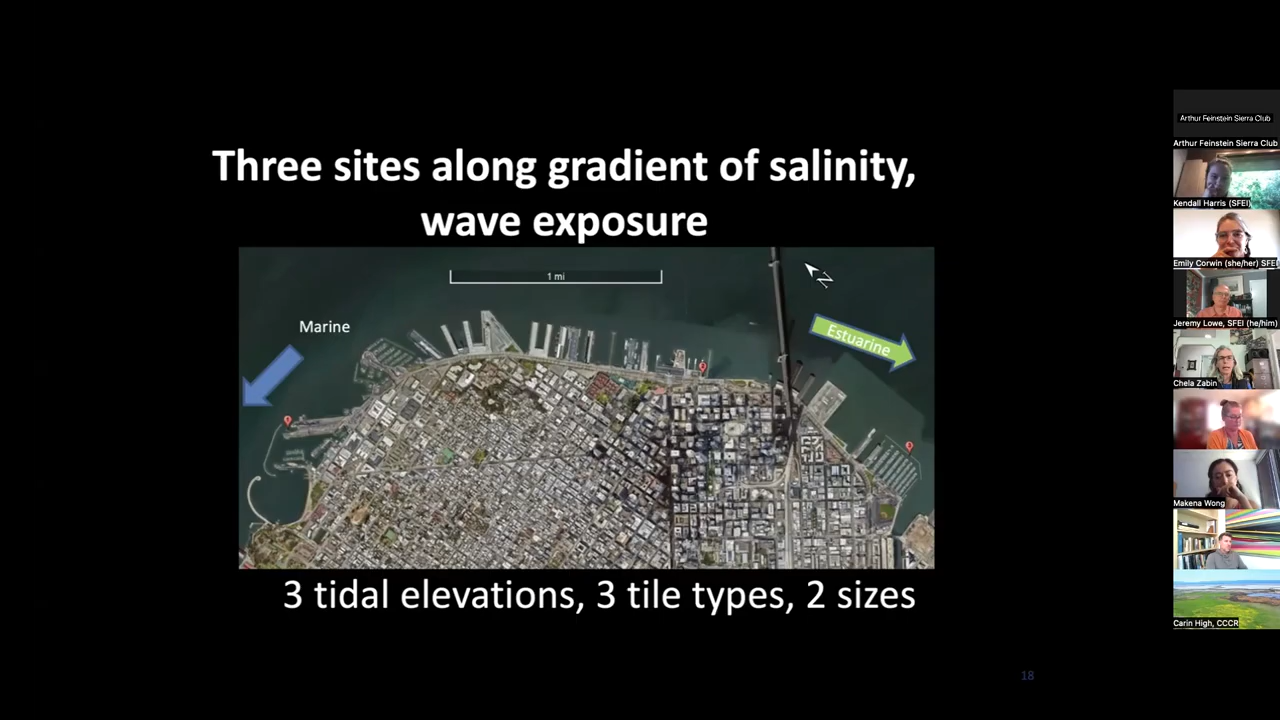 Three sites along gradient of salinity,
wave exposure
1 mi
N
Marine
Estuarine
3 tidal elevations, 3 tile types, 2 sizes
18
Arthur Feinstein Sierra Club
Arthur Feinstein Sierra Club
Kendall Harris (SFEI)
Emily Corwin (she/her) SFEI
Jeremy Lowe, SFEI (he/him)
Chela Zabin
Makena Wong
Carin High, CCCR